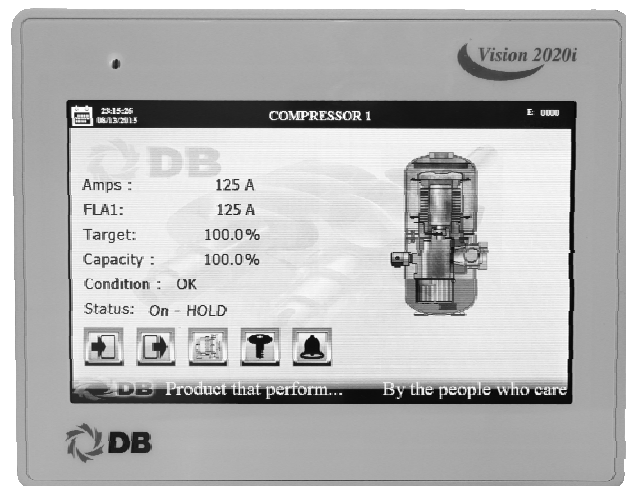 Vision 2020i
23:15:26
08/13/2015
COMPRESSOR 1
E: 0000
DB
Amps : 125 A
FLA1: 125 A
Target: 100.0%
Capacity : 100.0%
Condition : OK
Status: On - HOLD
DB Product that perform... By the people who care
DB